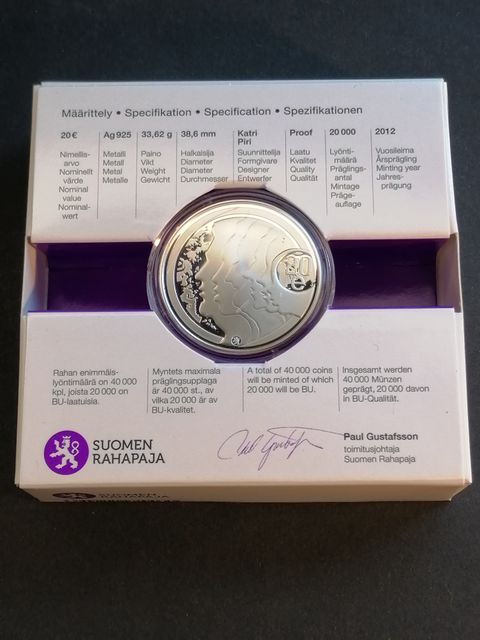 Määrittely • Specifikation • Specification • Spezifikationen
20 € Ag 925 33,62 g 38,6 mm Katri Piri Proof 20 000 2012
Nimellis-
arvo
Nominellt
värde
Nominal
value
Nominal-
wert
Metalli
Metall
Metal
Metalle
Paino
Vikt
Weight
Gewicht
Halkaisija
Diameter
Diameter
Durchmesser
Suunnittelija
Formgivare
Designer
Entwerfer
Laatu
Kvalitet
Quality
Qualität
Lyönti-
määrä
Präglings-
antal
Mintage
Präge-
auflage
Vuosileima
Årsprägling
Minting year
Jahres-
prägung
20
Rahan enimmäis-
lyöntimäärä on 40 000
kpl, joista 20 000 on
BU-laatuisia.
Myntets maximala
präglingsupplaga
är 40 000 st., av
vilka 20 000 är av
BU-kvalitet.
A total of 40 000 coins
will be minted of which
20 000 will be BU.
Insgesamt werden
40 000 Münzen
geprägt, 20 000 davon
in BU-Qualität.
SUOMEN
RAHAPAJA
Paul Gustafsson
toimitusjohtaja
Suomen Rahapaja
SUOMEN